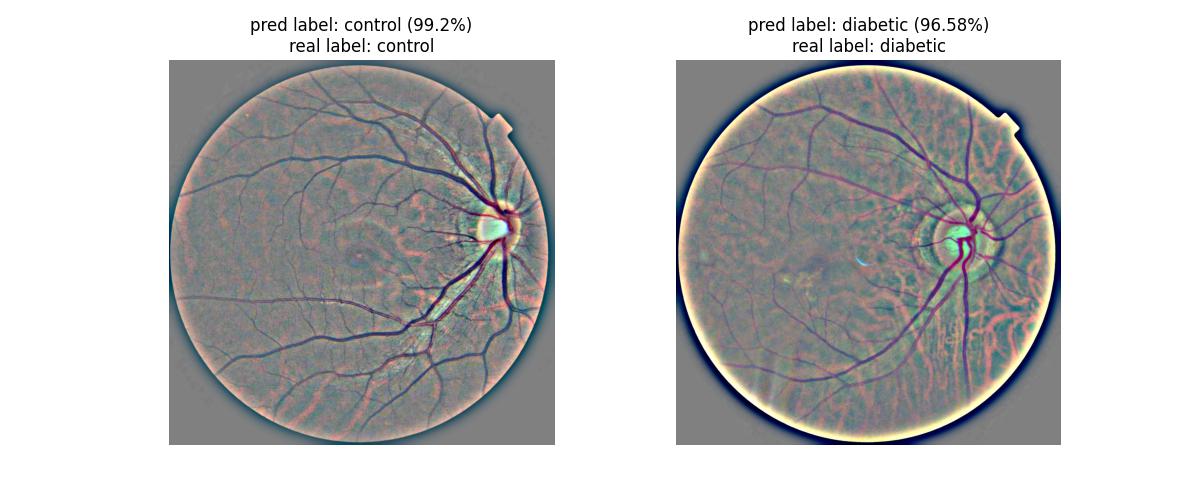 pred label: control (99.2%)
real label: control
pred label: diabetic (96.58%)
real label: diabetic